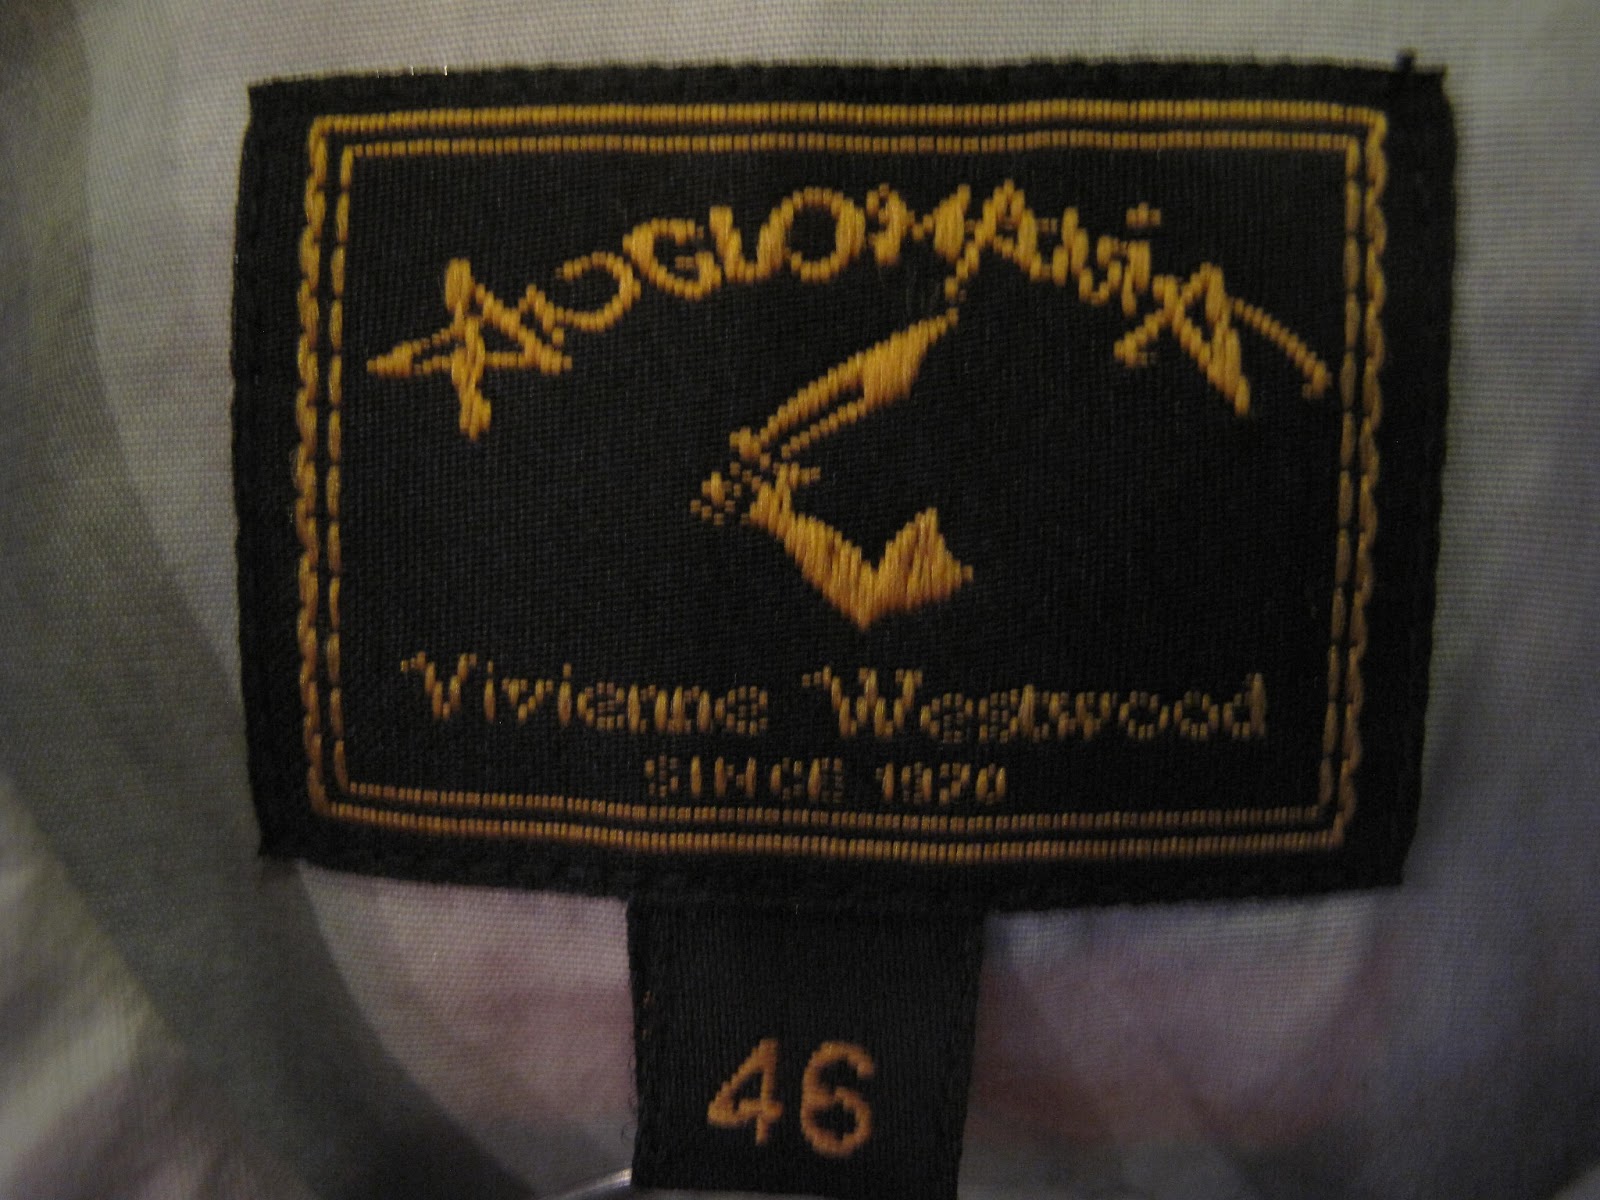 ANGLOMANiA
Vivienne Westwood
SINCE 1970
46